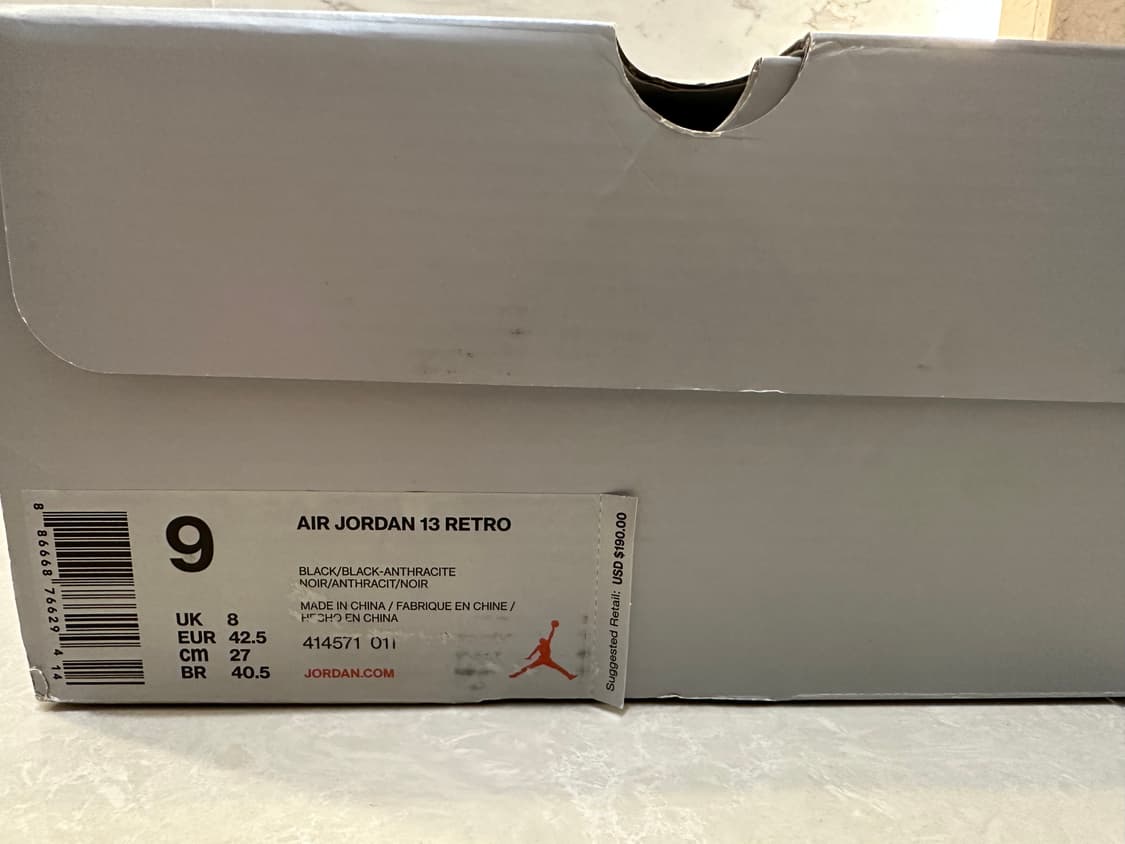 9
UK 8
EUR 42.5
cm 27
BR 40.5
AIR JORDAN 13 RETRO
BLACK/BLACK-ANTHRACITE
NOIR/ANTHRACIT/NOIR
MADE IN CHINA / FABRIQUE EN CHINE /
HECHO EN CHINA
414571 011
JORDAN.COM
Suggested Retail: USD $190.00
8 86668 76629 4 14